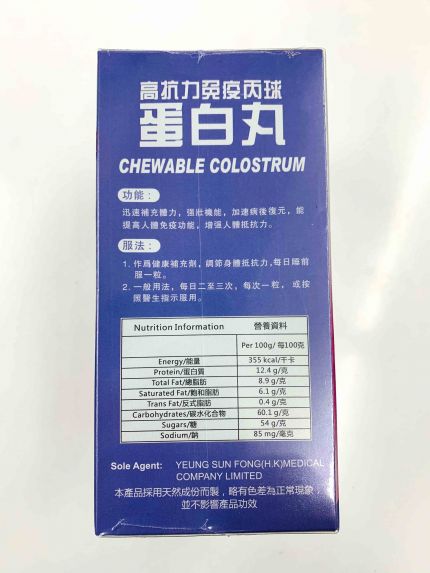 高抗力免疫丙球
蛋白丸
CHEWABLE COLOSTRUM
功能：
迅速補充體力，強壯機能，加速病後復元，能
提高人體免疫功能，增強人體抵抗力。
服法：
1. 作爲健康補充劑，調節身體抵抗力,每日睡前
服一粒。
2. 一般用法，每日二至三次，每次一粒，或按
照醫生指示服用。
Nutrition Information 營養資料
Per 100g/ 每100克
Energy/能量 355 kcal/千卡
Protein/蛋白質 12.4 g/克
Total Fat/總脂肪 8.9 g/克
Saturated Fat/飽和脂肪 6.1 g/克
Trans Fat/反式脂肪 0.4 g/克
Carbohydrates/碳水化合物 60.1 g/克
Sugars/糖 54 g/克
Sodium/鈉 85 mg/毫克
Sole Agent: YEUNG SUN FONG(H.K)MEDICAL
COMPANY LIMITED
本產品採用天然成份而製，略有色差為正常現象，
並不影響產品功效